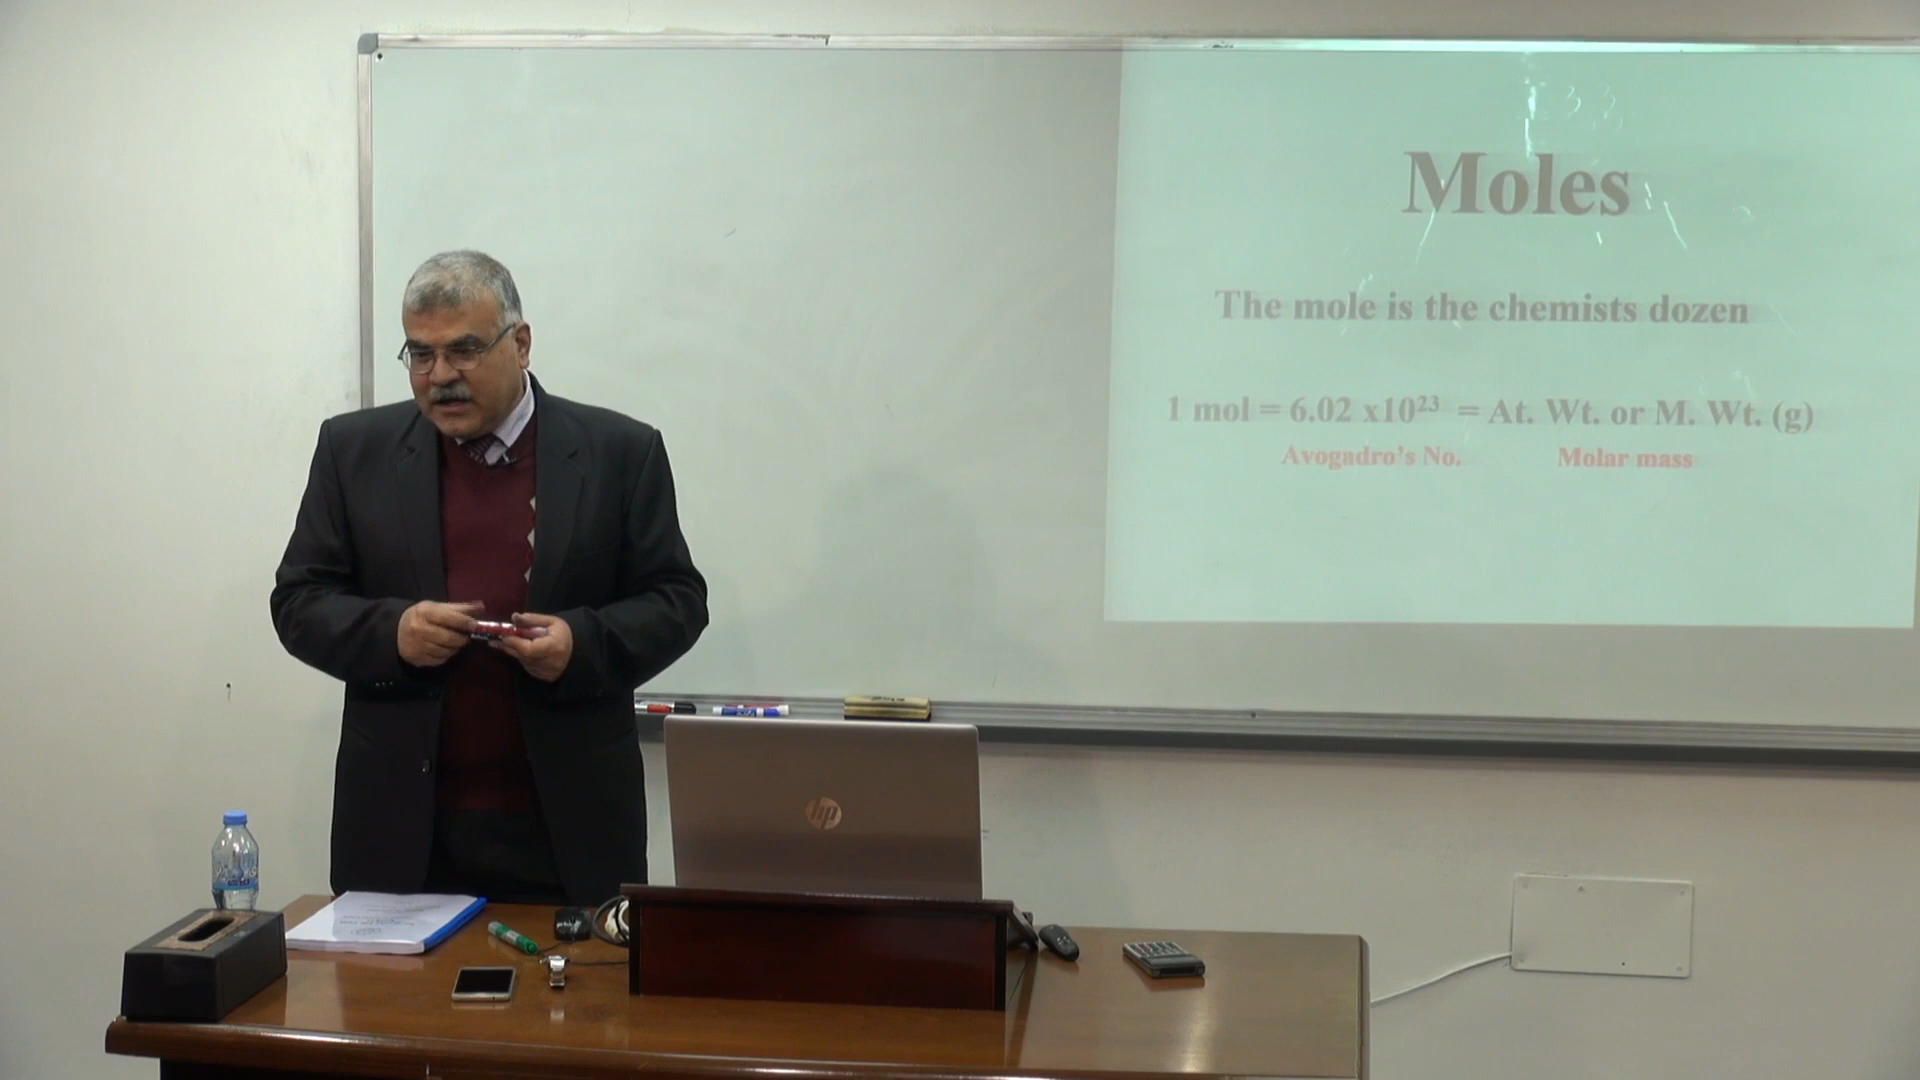 Moles
The mole is the chemists dozen
1 mol = 6.02 x10²³ = At. Wt. or M. Wt. (g)
Avogadro's No. Molar mass
hp